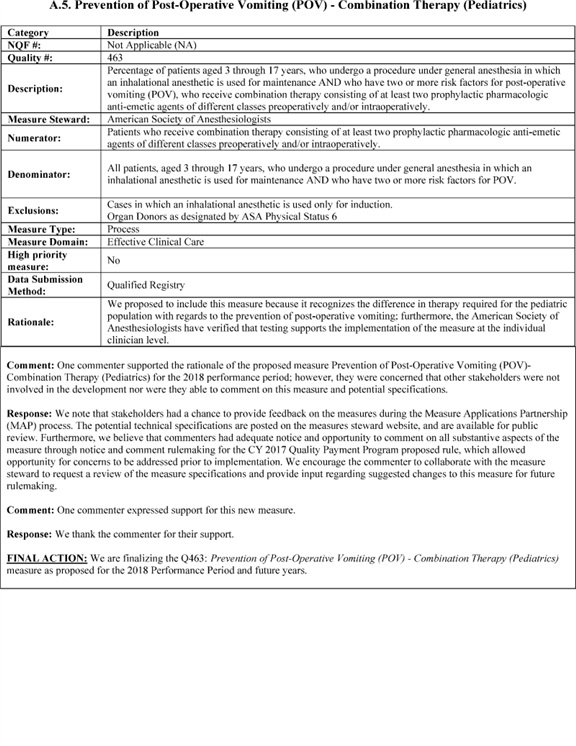 A.5. Prevention of Post-Operative Vomiting (POV) - Combination Therapy (Pediatrics)
Category Description
NQF #: Not Applicable (NA)
Quality #: 463
Description: Percentage of patients aged 3 through 17 years, who undergo a procedure under general anesthesia in which
an inhalational anesthetic is used for maintenance AND who have two or more risk factors for post-operative
vomiting (POV), who receive combination therapy consisting of at least two prophylactic pharmacologic
anti-emetic agents of different classes preoperatively and/or intraoperatively.
Measure Steward: American Society of Anesthesiologists
Numerator: Patients who receive combination therapy consisting of at least two prophylactic pharmacologic anti-emetic
agents of different classes preoperatively and/or intraoperatively.
Denominator: All patients, aged 3 through 17 years, who undergo a procedure under general anesthesia in which an
inhalational anesthetic is used for maintenance AND who have two or more risk factors for POV.
Exclusions: Cases in which an inhalational anesthetic is used only for induction.
Organ Donors as designated by ASA Physical Status 6
Measure Type: Process
Measure Domain: Effective Clinical Care
High priority
measure: No
Data Submission
Method: Qualified Registry
Rationale: We proposed to include this measure because it recognizes the difference in therapy required for the pediatric
population with regards to the prevention of post-operative vomiting; furthermore, the American Society of
Anesthesiologists have verified that testing supports the implementation of the measure at the individual
clinician level.
Comment: One commenter supported the rationale of the proposed measure Prevention of Post-Operative Vomiting (POV)-
Combination Therapy (Pediatrics) for the 2018 performance period; however, they were concerned that other stakeholders were not
involved in the development nor were they able to comment on this measure and potential specifications.
Response: We note that stakeholders had a chance to provide feedback on the measures during the Measure Applications Partnership
(MAP) process. The potential technical specifications are posted on the measures steward website, and are available for public
review. Furthermore, we believe that commenters had adequate notice and opportunity to comment on all substantive aspects of the
measure through notice and comment rulemaking for the CY 2017 Quality Payment Program proposed rule, which allowed
opportunity for concerns to be addressed prior to implementation. We encourage the commenter to collaborate with the measure
steward to request a review of the measure specifications and provide input regarding suggested changes to this measure for future
rulemaking.
Comment: One commenter expressed support for this new measure.
Response: We thank the commenter for their support.
FINAL ACTION: We are finalizing the Q463: Prevention of Post-Operative Vomiting (POV) - Combination Therapy (Pediatrics)
measure as proposed for the 2018 Performance Period and future years.